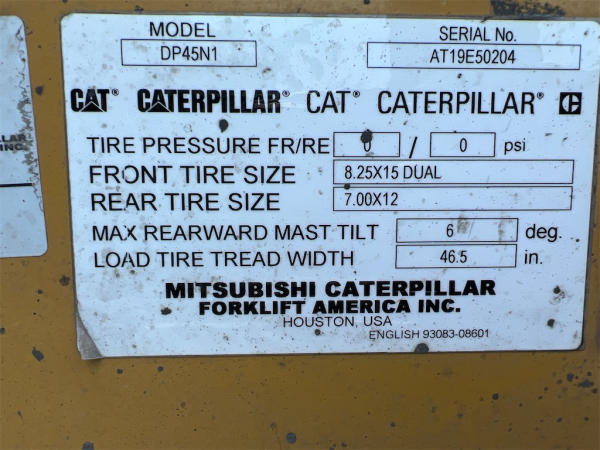 MODEL SERIAL No.
DP45N1 AT19E50204
CAT® CATERPILLAR® CAT® CATERPILLAR®
TIRE PRESSURE FR/RE 0 / 0 psi
FRONT TIRE SIZE 8.25X15 DUAL
REAR TIRE SIZE 7.00X12
MAX REARWARD MAST TILT 6 deg.
LOAD TIRE TREAD WIDTH 46.5 in.
MITSUBISHI CATERPILLAR
FORKLIFT AMERICA INC.
HOUSTON, USA
ENGLISH 93083-08601
LAR
INC.